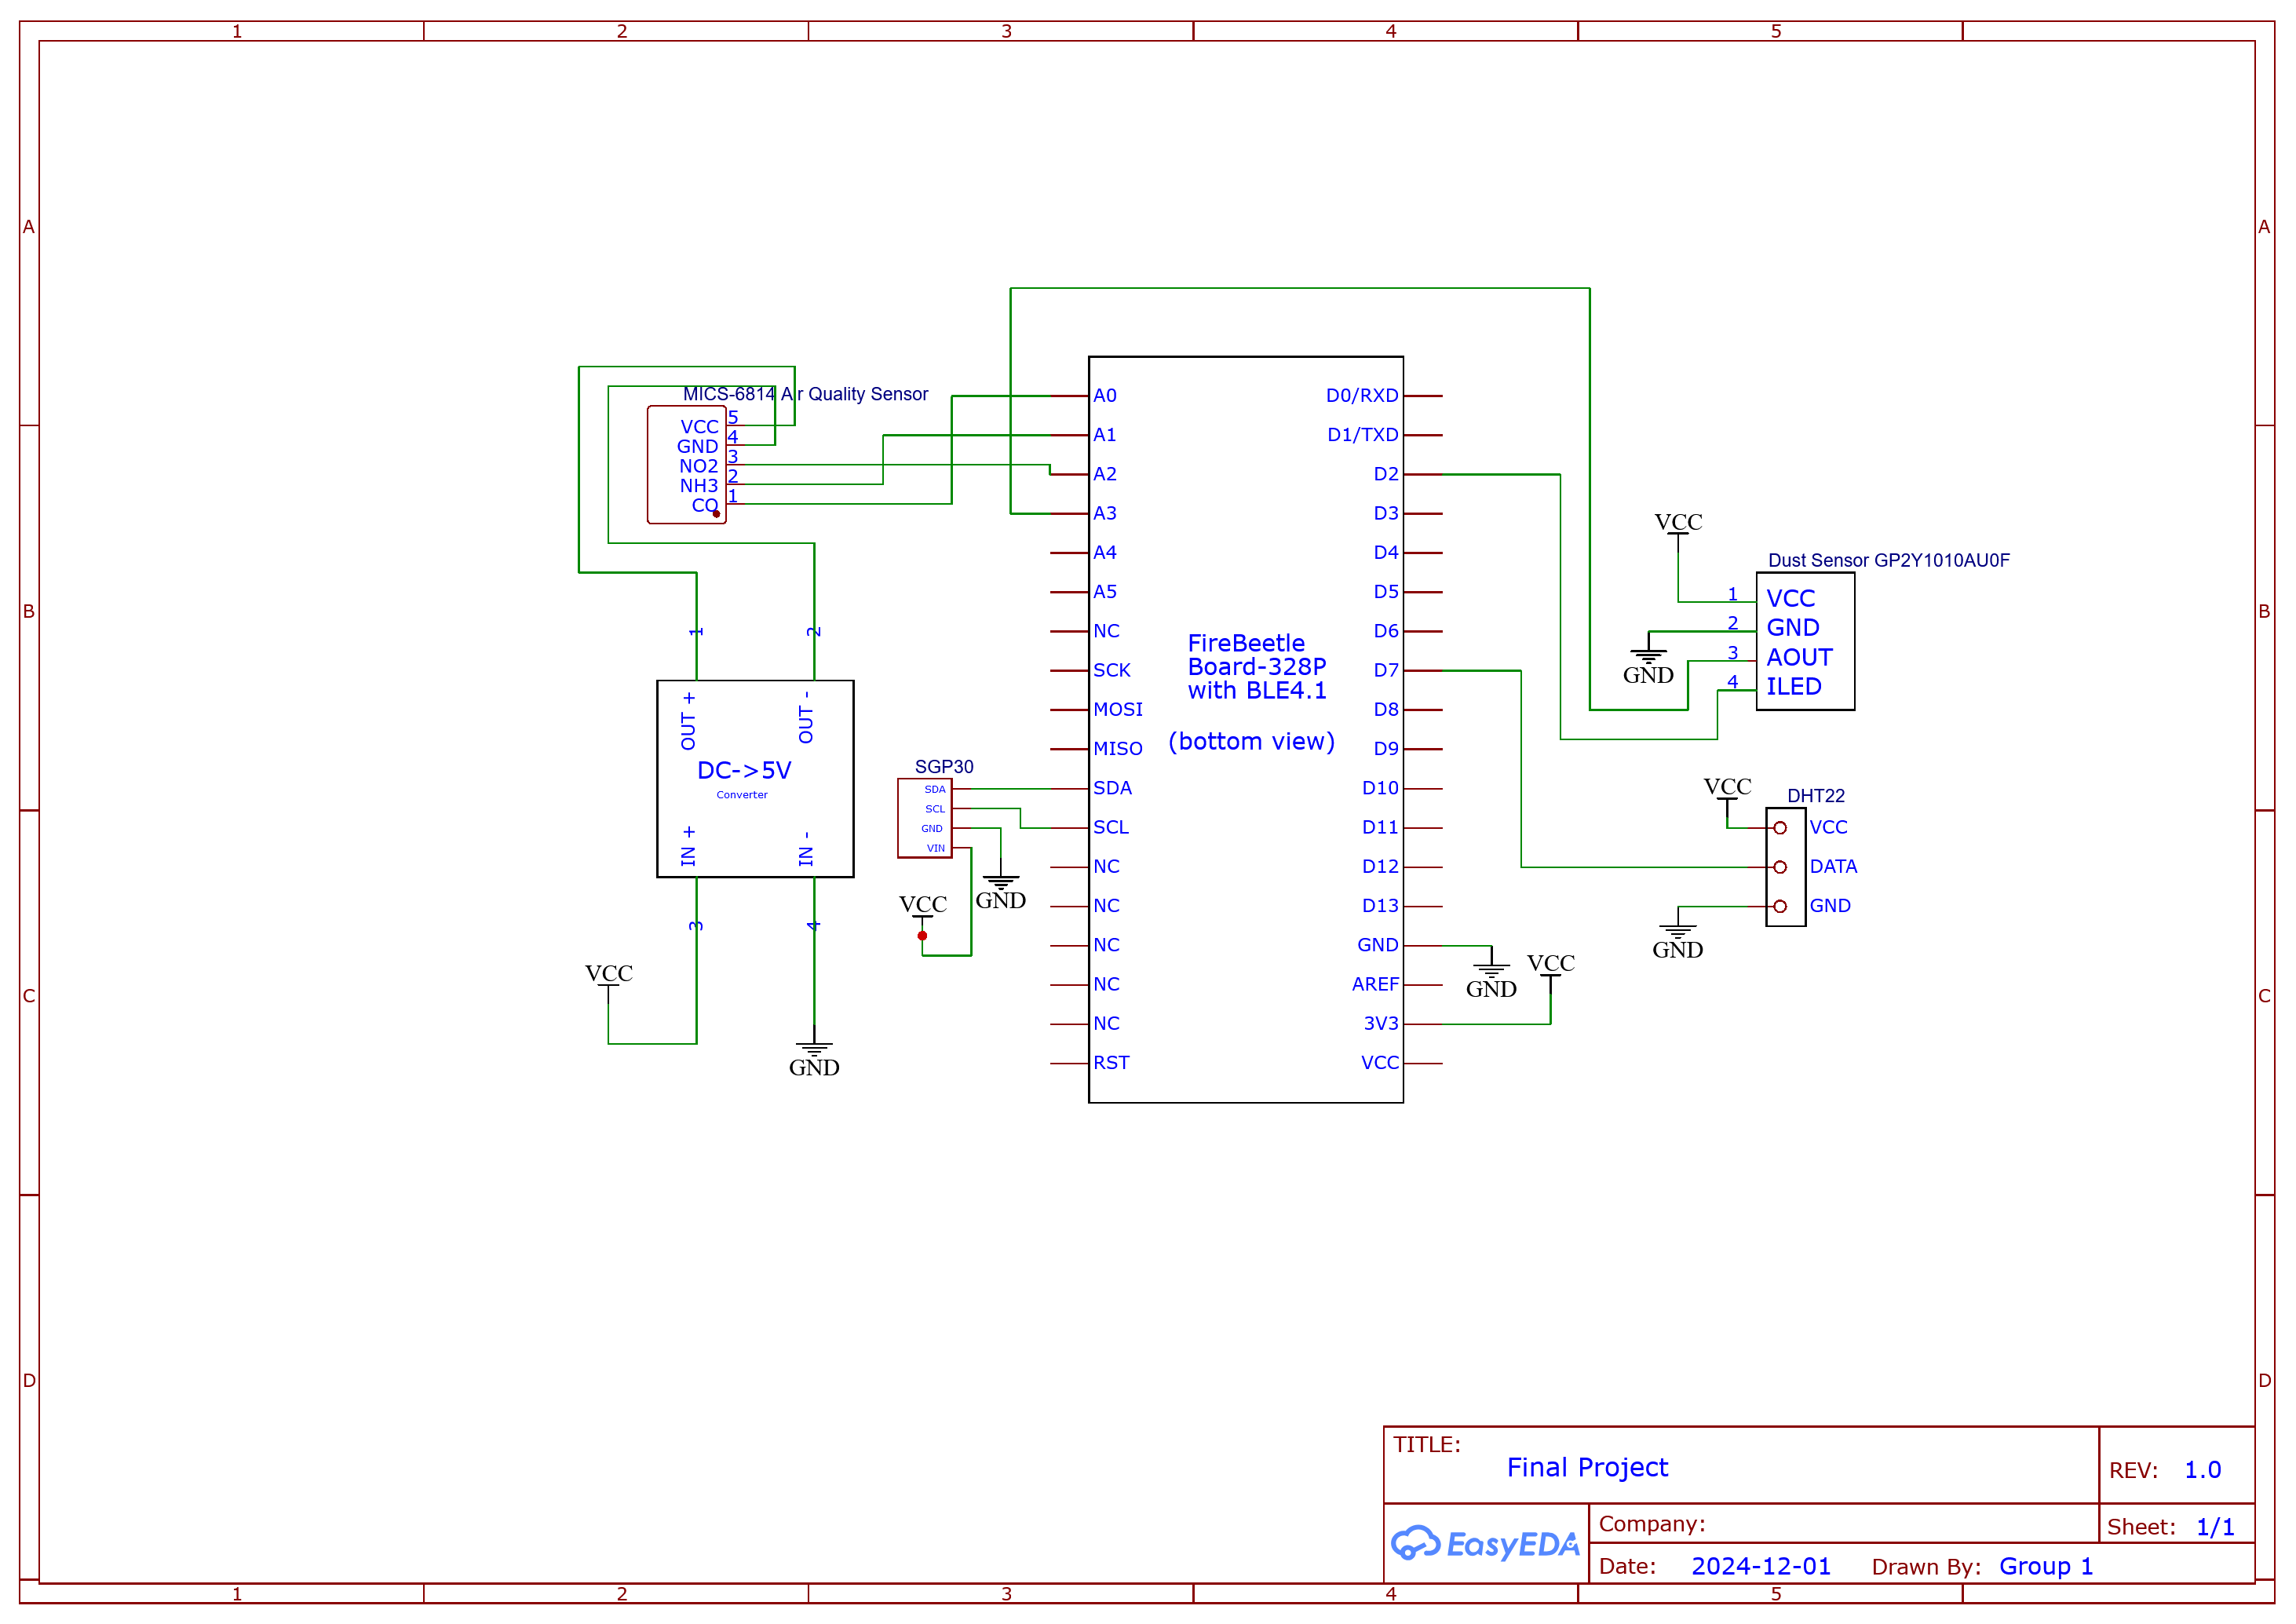 1 2 3 4 5
A
A
MICS-6814 Air Quality Sensor
VCC 5
GND 4
NO2 3
NH3 2
CO 1
A0
A1
A2
A3
A4
A5
NC
SCK
MOSI
MISO
SDA
SCL
NC
NC
NC
NC
NC
RST
FireBeetle
Board-328P
with BLE4.1
(bottom view)
D0/RXD
D1/TXD
D2
D3
D4
D5
D6
D7
D8
D9
D10
D11
D12
D13
GND
AREF
3V3
VCC
GND
VCC
B
B
VCC
Dust Sensor GP2Y1010AU0F
1 VCC
2 GND
3 AOUT
4 ILED
GND
1 2
OUT + OUT -
DC->5V
Converter
IN + IN -
3 4
VCC
GND
SGP30
SDA
SCL
GND
VIN
VCC
GND
VCC
DHT22
VCC
DATA
GND
GND
C
C
D
D
TITLE:
Final Project
REV: 1.0
EasyEDA
Company:
Sheet: 1/1
Date: 2024-12-01 Drawn By: Group 1
1 2 3 4 5